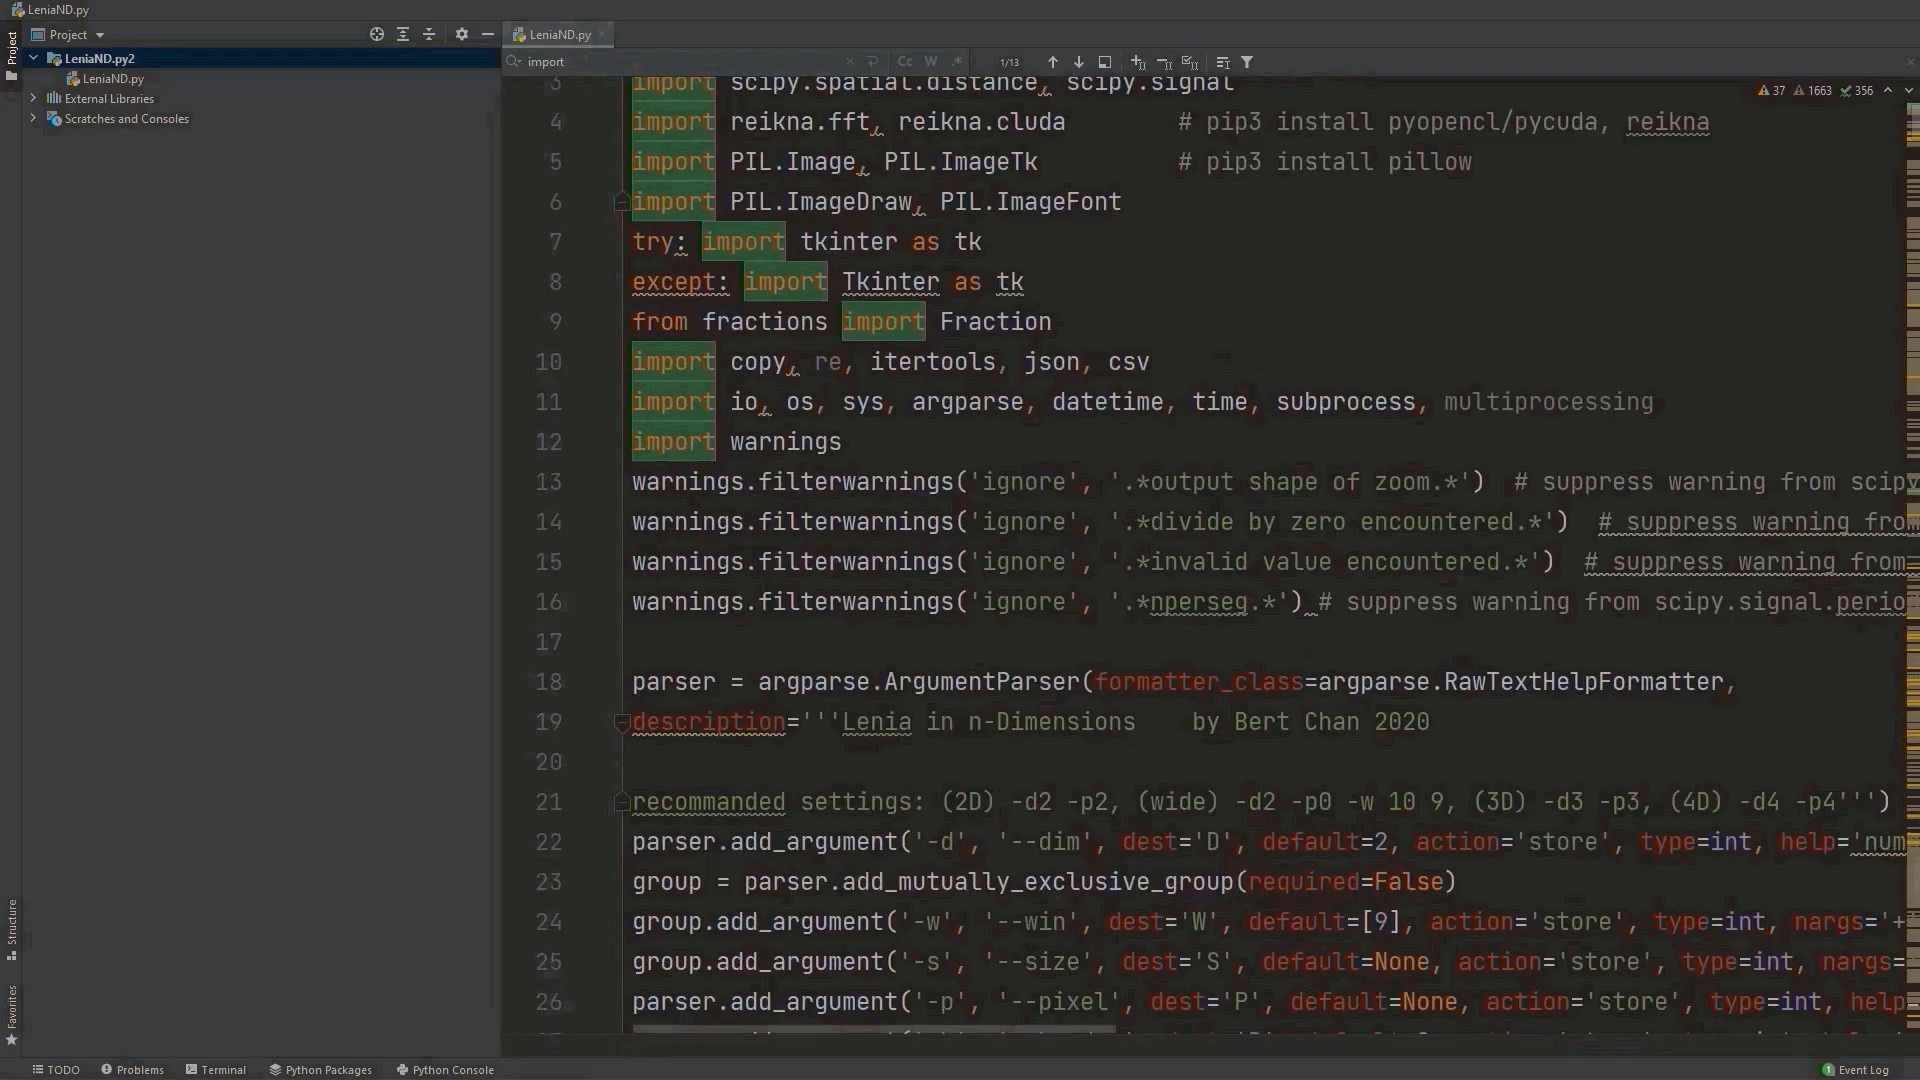 LeniaND.py
Project
LeniaND.py2
LeniaND.py
External Libraries
Scratches and Consoles
Project
Structure
Favorites
LeniaND.py
import
Cc W .*
1/13
37 1663 356
3 import scipy.spatial.distance, scipy.signal
4 import reikna.fft, reikna.cluda # pip3 install pyopencl/pycuda, reikna
5 import PIL.Image, PIL.ImageTk # pip3 install pillow
6 import PIL.ImageDraw, PIL.ImageFont
7 try: import tkinter as tk
8 except: import Tkinter as tk
9 from fractions import Fraction
10 import copy, re, itertools, json, csv
11 import io, os, sys, argparse, datetime, time, subprocess, multiprocessing
12 import warnings
13 warnings.filterwarnings('ignore', '.*output shape of zoom.*') # suppress warning from scipy
14 warnings.filterwarnings('ignore', '.*divide by zero encountered.*') # suppress warning from
15 warnings.filterwarnings('ignore', '.*invalid value encountered.*') # suppress warning from
16 warnings.filterwarnings('ignore', '.*nperseg.*') # suppress warning from scipy.signal.perio
17
18 parser = argparse.ArgumentParser(formatter_class=argparse.RawTextHelpFormatter,
19 description='''Lenia in n-Dimensions by Bert Chan 2020
20
21 recommanded settings: (2D) -d2 -p2, (wide) -d2 -p0 -w 10 9, (3D) -d3 -p3, (4D) -d4 -p4''')
22 parser.add_argument('-d', '--dim', dest='D', default=2, action='store', type=int, help='num
23 group = parser.add_mutually_exclusive_group(required=False)
24 group.add_argument('-w', '--win', dest='W', default=[9], action='store', type=int, nargs='+'
25 group.add_argument('-s', '--size', dest='S', default=None, action='store', type=int, nargs=
26 parser.add_argument('-p', '--pixel', dest='P', default=None, action='store', type=int, help
TODO Problems Terminal Python Packages Python Console
1 Event Log